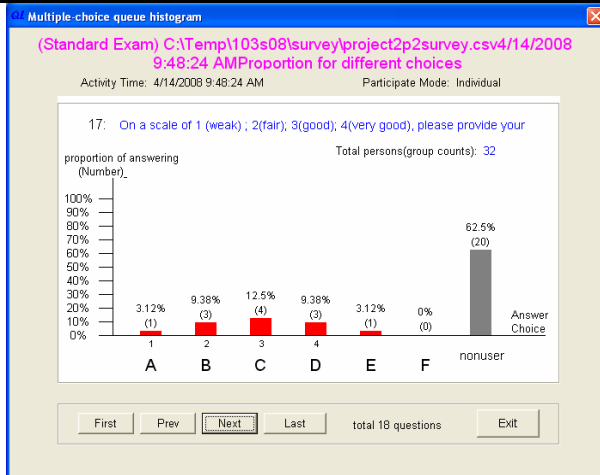 QL Multiple-choice queue histogram
(Standard Exam) C:\Temp\103s08\survey\project2p2survey.csv4/14/2008
9:48:24 AMProportion for different choices
Activity Time: 4/14/2008 9:48:24 AM Participate Mode: Individual
17: On a scale of 1 (weak) ; 2(fair); 3(good); 4(very good), please provide your
Total persons(group counts): 32
proportion of answering
(Number)_
100%
90%
80%
70%
60%
50%
40%
30%
20%
10%
0%
3.12%
(1)
9.38%
(3)
12.5%
(4)
9.38%
(3)
3.12%
(1)
0%
(0)
62.5%
(20)
Answer
Choice
1 2 3 4
A B C D E F nonuser
First Prev Next Last total 18 questions Exit